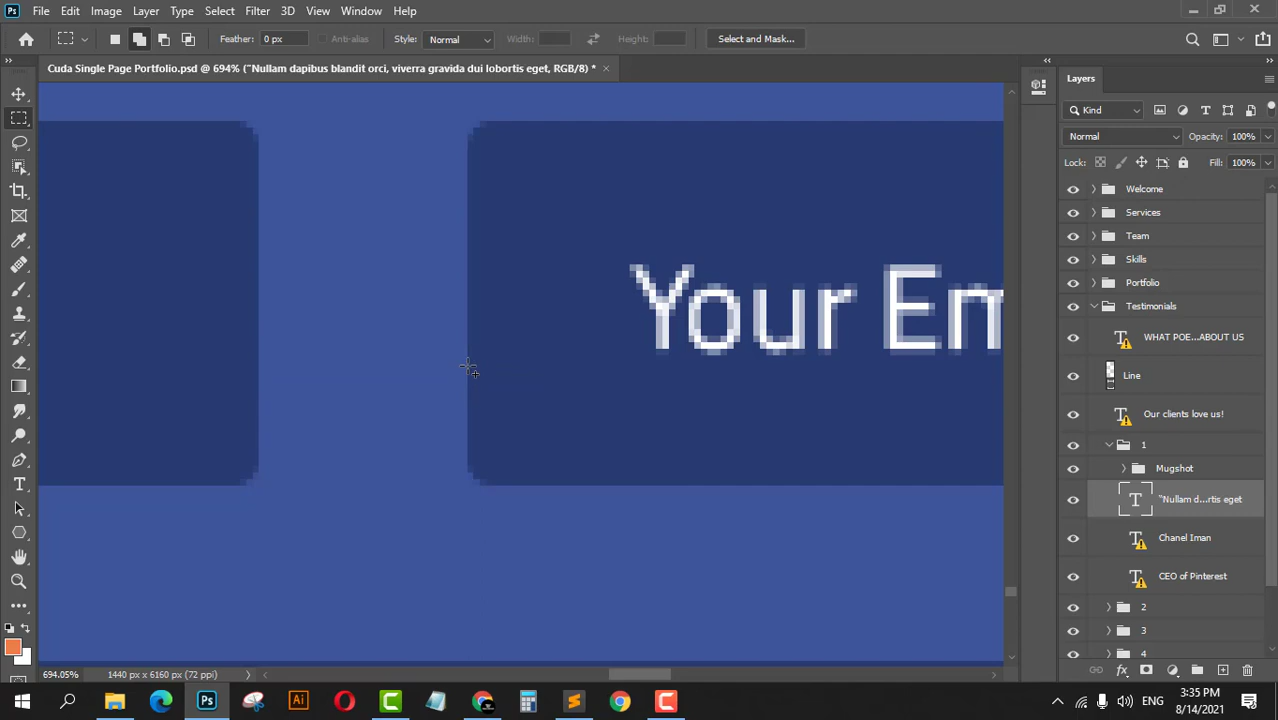 Ps File Edit Image Layer Type Select Filter 3D View Window Help
Feather: 0 px Anti-alias Style: Normal Width: Height: Select and Mask...
Cuda Single Page Portfolio.psd @ 694% ("Nullam dapibus blandit orci, viverra gravida dui lobortis eget, RGB/8) *
Layers
Kind
Normal Opacity: 100%
Lock: Fill: 100%
Welcome
Services
Team
Skills
Portfolio
Testimonials
WHAT POE...ABOUT US
Line
Our clients love us!
1
Mugshot
"Nullam d...rtis eget
Chanel Iman
CEO of Pinterest
2
3
4
Your Em
694.05% 1440 px x 6160 px (72 ppi)
Ps Ai ENG 3:35 PM
8/14/2021